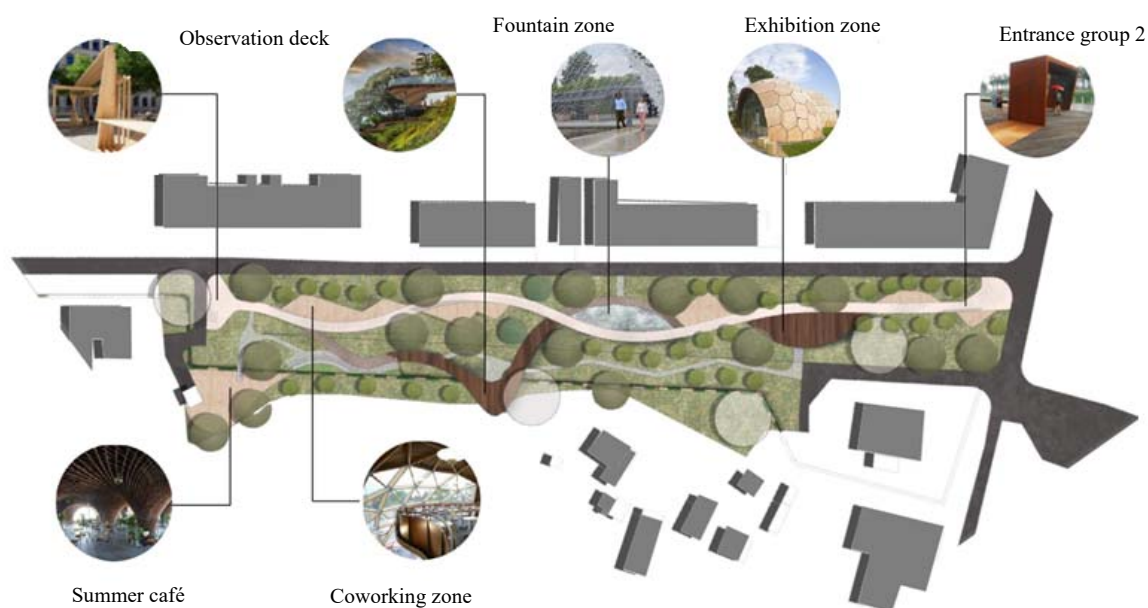 Fountain zone
Exhibition zone
Entrance group 2
Observation deck
Summer café
Coworking zone